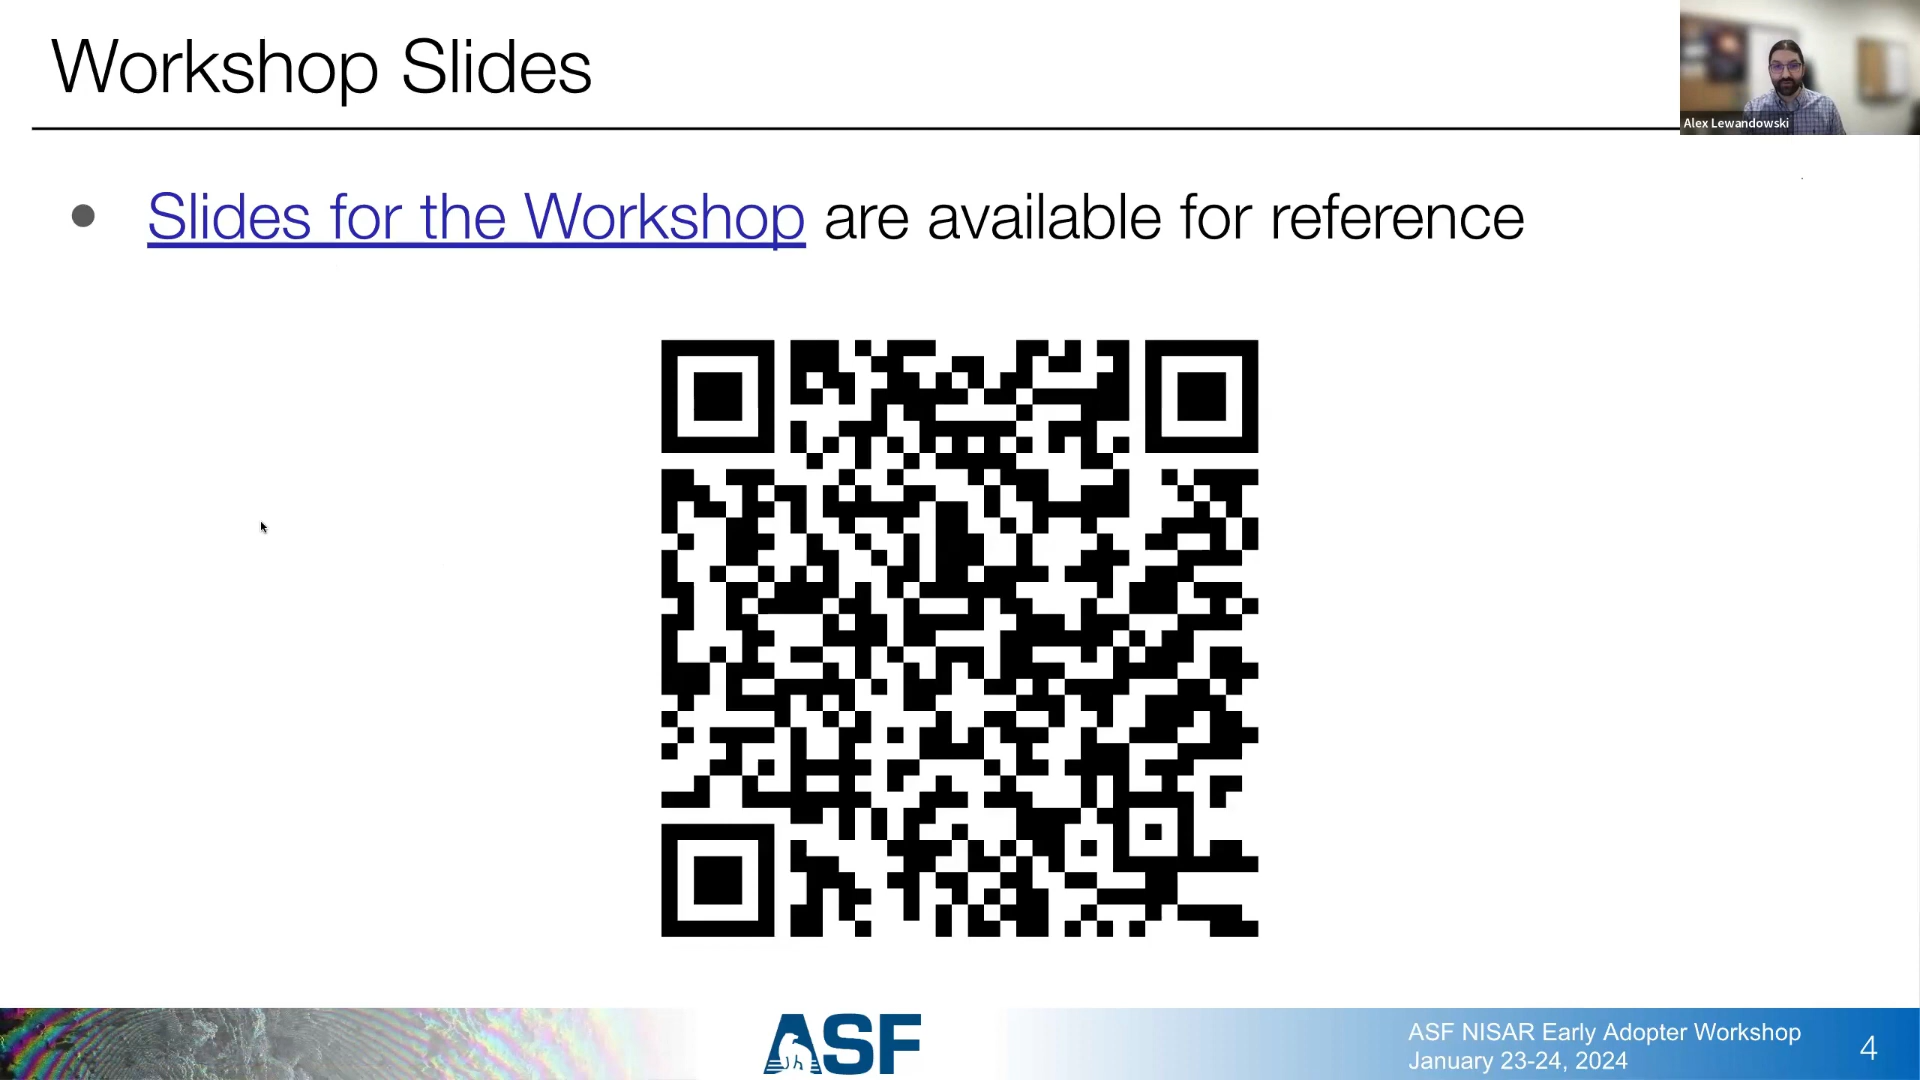 Workshop Slides
Alex Lewandowski
• Slides for the Workshop are available for reference
ASF
ASF NISAR Early Adopter Workshop
January 23-24, 2024
4